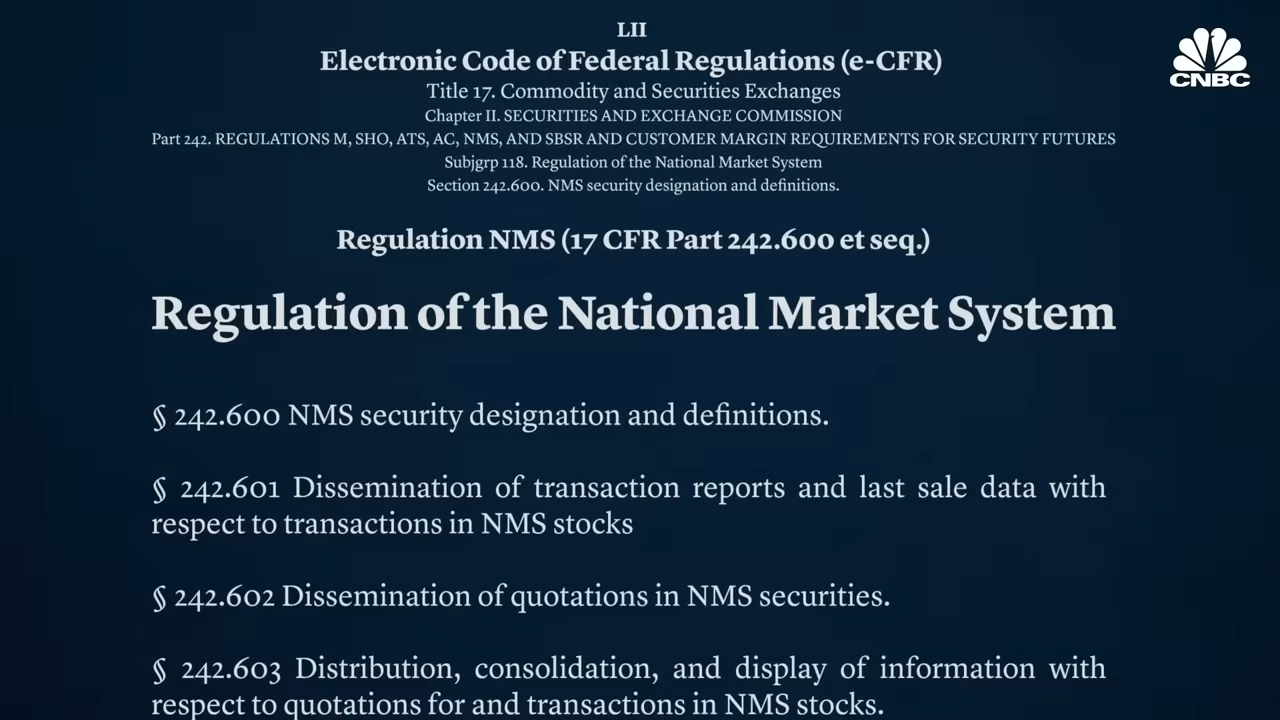 LII
Electronic Code of Federal Regulations (e-CFR)
Title 17. Commodity and Securities Exchanges
Chapter II. SECURITIES AND EXCHANGE COMMISSION
Part 242. REGULATIONS M, SHO, ATS, AC, NMS, AND SBSR AND CUSTOMER MARGIN REQUIREMENTS FOR SECURITY FUTURES
Subjgrp 118. Regulation of the National Market System
Section 242.600. NMS security designation and definitions.
CNBC
Regulation NMS (17 CFR Part 242.600 et seq.)
Regulation of the National Market System
§ 242.600 NMS security designation and definitions.
§ 242.601 Dissemination of transaction reports and last sale data with
respect to transactions in NMS stocks
§ 242.602 Dissemination of quotations in NMS securities.
§ 242.603 Distribution, consolidation, and display of information with
respect to quotations for and transactions in NMS stocks.